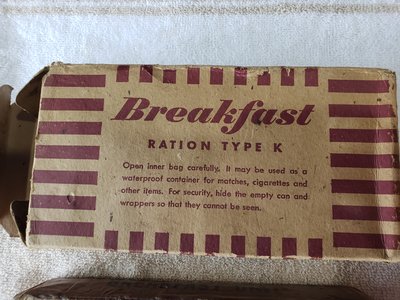 Breakfast
RATION TYPE K
Open inner bag carefully. It may be used as a
waterproof container for matches, cigarettes and
other items. For security, hide the empty can and
wrappers so that they cannot be seen.